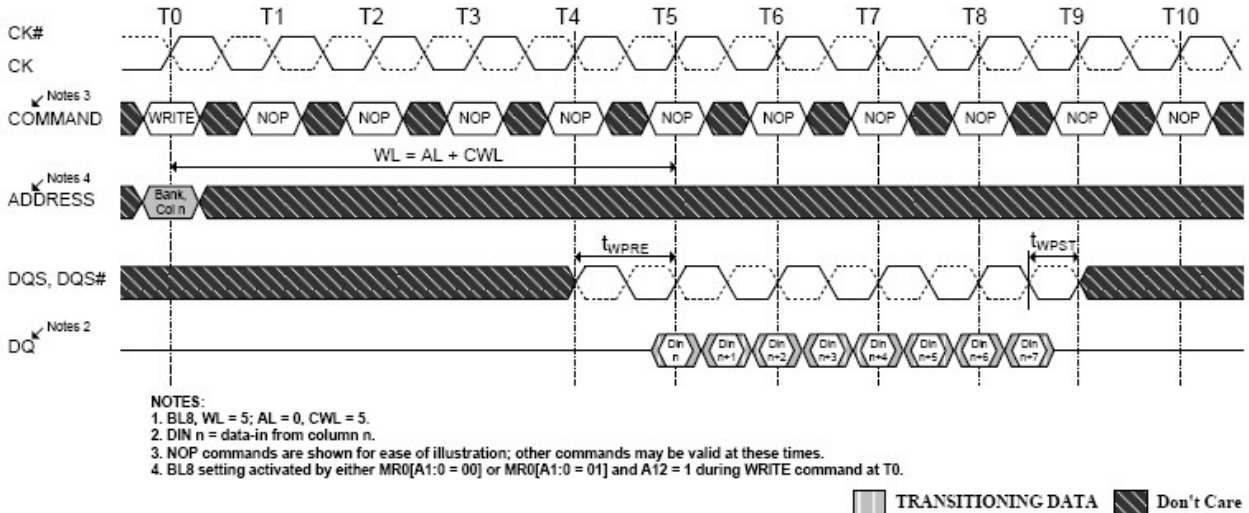 T0 T1 T2 T3 T4 T5 T6 T7 T8 T9 T10
CK#
CK
Notes 3
COMMAND WRITE NOP NOP NOP NOP NOP NOP NOP NOP NOP NOP
WL = AL + CWL
Notes 4
ADDRESS
Bank,
Col n
tWPRE tWPST
DQS, DQS#
Notes 2
DQ
Din n Din n+1 Din n+2 Din n+3 Din n+4 Din n+5 Din n+6 Din n+7
NOTES:
1. BL8, WL = 5; AL = 0, CWL = 5.
2. DIN n = data-in from column n.
3. NOP commands are shown for ease of illustration; other commands may be valid at these times.
4. BL8 setting activated by either MR0[A1:0 = 00] or MR0[A1:0 = 01] and A12 = 1 during WRITE command at T0.
TRANSITIONING DATA Don't Care